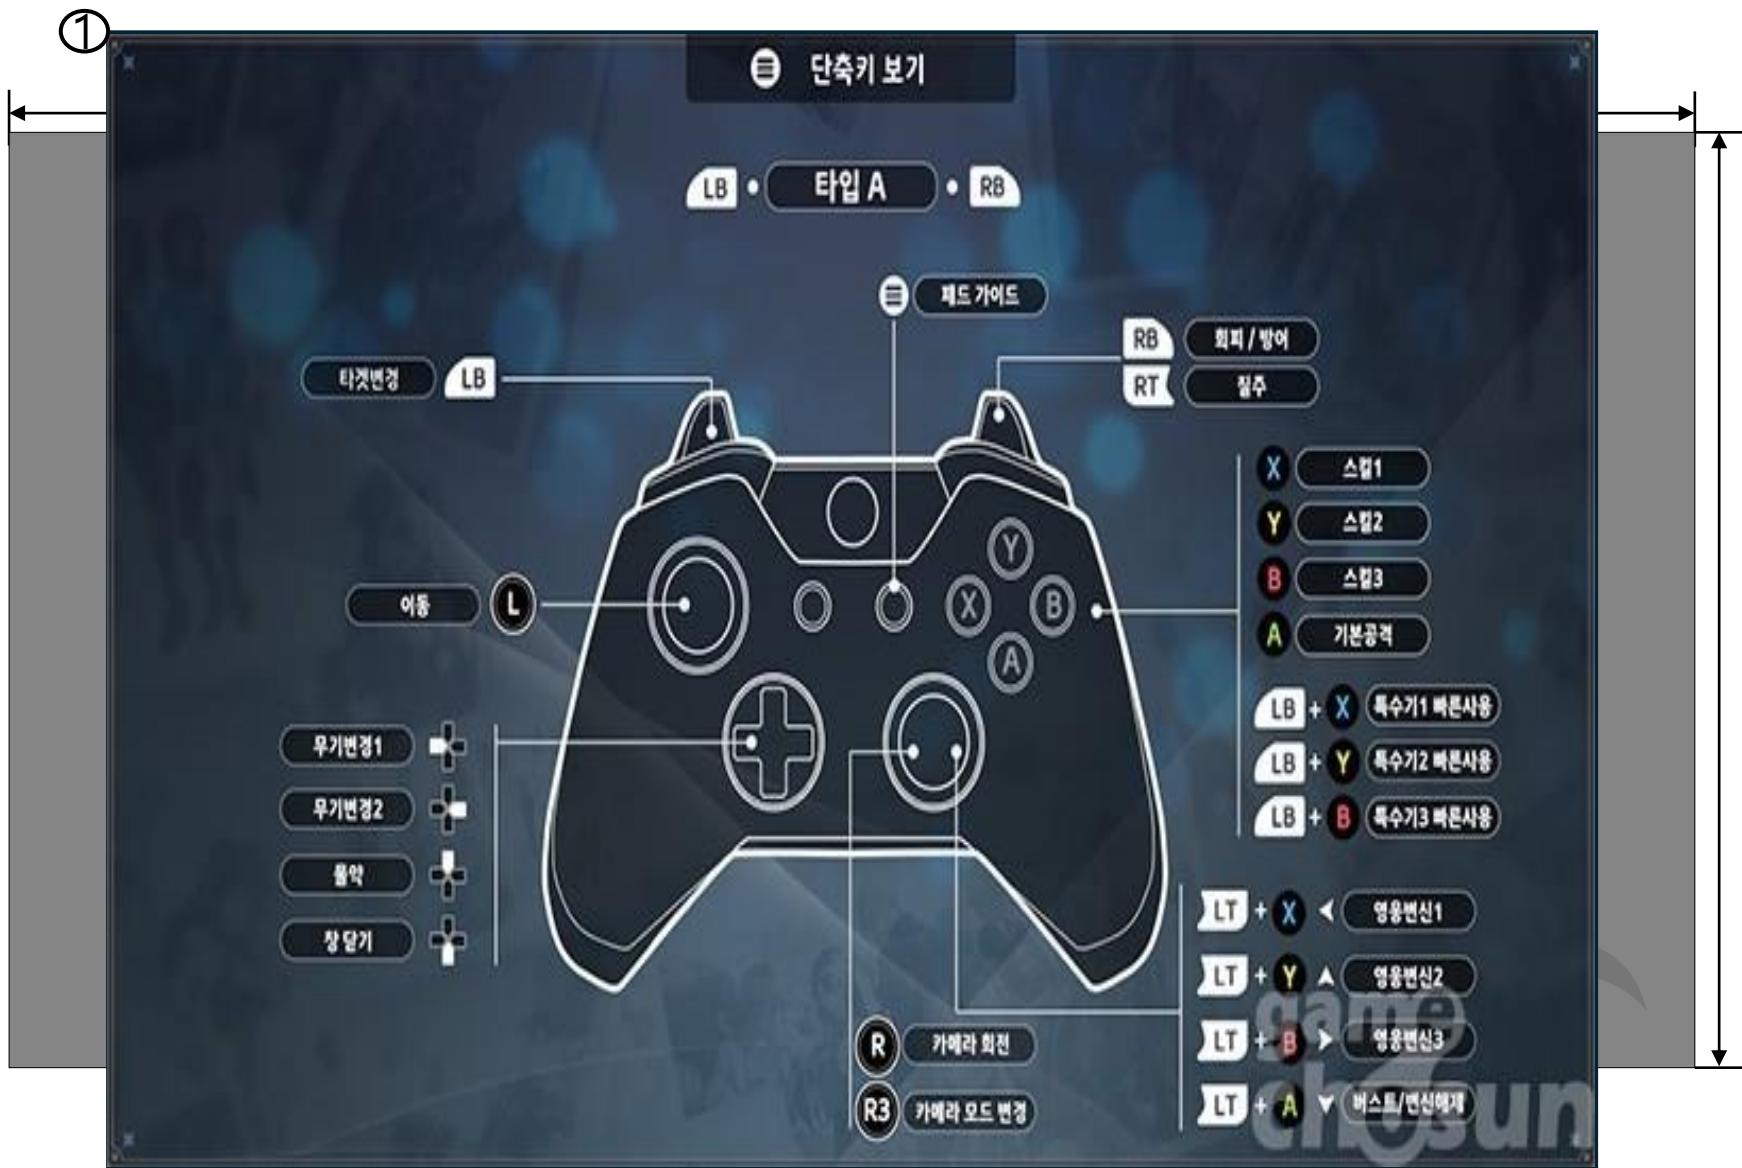 ①
단축키 보기
LB 타입 A RB
패드 가이드
타겟변경 LB
RB 회피 / 방어
RT 질주
X 스킬1
Y 스킬2
B 스킬3
A 기본공격
Y
X B
A
이동 L
LB + X 특수기1 빠른사용
LB + Y 특수기2 빠른사용
LB + B 특수기3 빠른사용
무기변경1
무기변경2
물약
창 닫기
LT + X 영웅변신1
LT + Y 영웅변신2
LT + B 영웅변신3
LT + A 버스트/변신해제
R 카메라 회전
R3 카메라 모드 변경
game
chosun